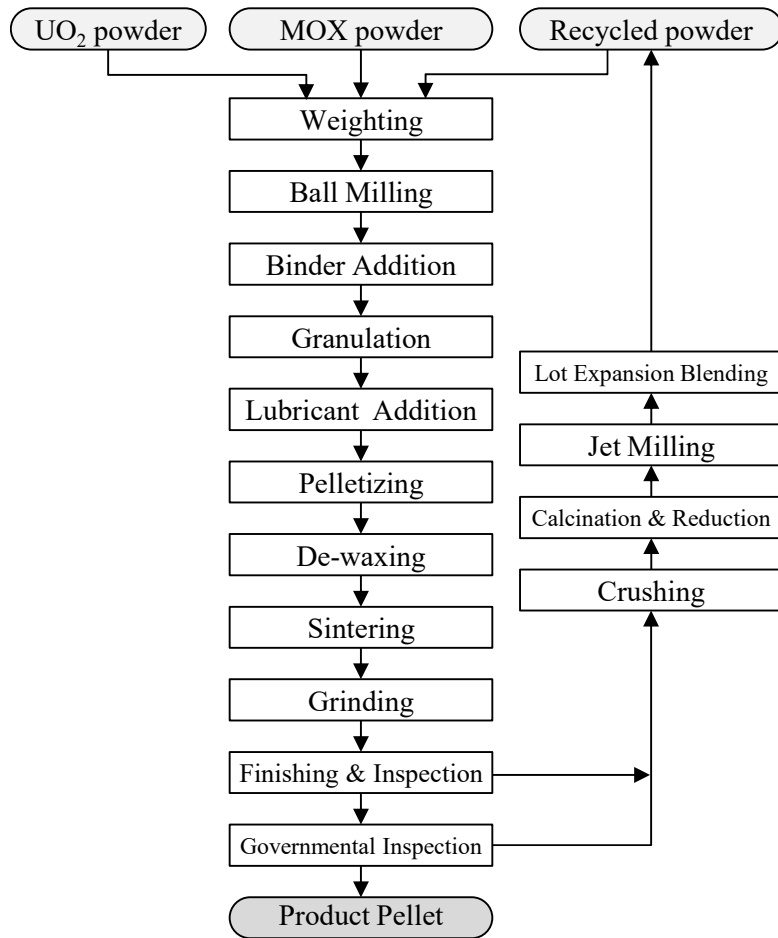 UO₂ powder
MOX powder
Recycled powder
Weighting
Ball Milling
Binder Addition
Granulation
Lubricant Addition
Pelletizing
De-waxing
Sintering
Grinding
Finishing & Inspection
Governmental Inspection
Product Pellet
Lot Expansion Blending
Jet Milling
Calcination & Reduction
Crushing